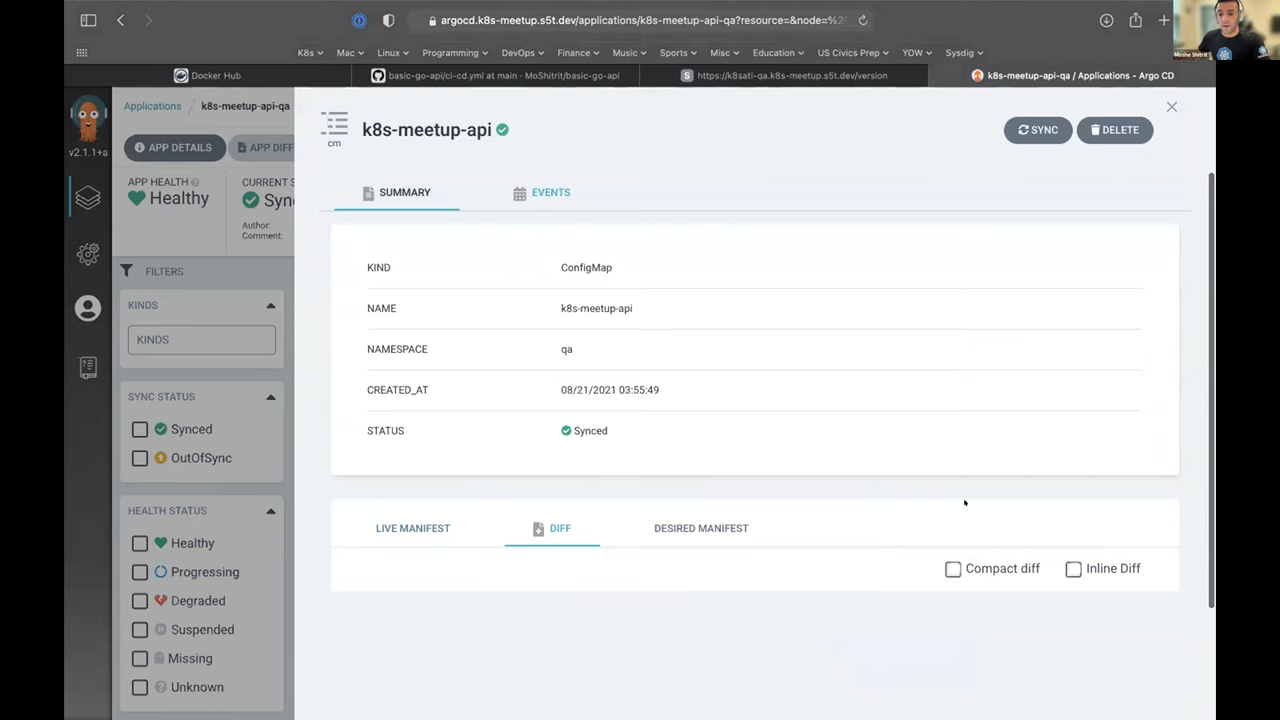 argocd.k8s-meetup.s5t.dev/applications/k8s-meetup-api-qa?resource=&node=%2
K8s Mac Linux Programming DevOps Finance Music Sports Misc Education US Civics Prep YOW Sysdig
Docker Hub
basic-go-api/ci-cd.yml at main · MoShitrit/basic-go-api
S https://k8satl-qa.k8s-meetup.s5t.dev/version
k8s-meetup-api-qa / Applications - Argo CD
Moshe Shitrit
v2.1.1+a
Applications
k8s-meetup-api-qa
APP DETAILS
APP DIFF
APP HEALTH
Healthy
CURRENT S
Sync
Author:
Comment:
FILTERS
KINDS
KINDS
SYNC STATUS
Synced
OutOfSync
HEALTH STATUS
Healthy
Progressing
Degraded
Suspended
Missing
Unknown
cm
k8s-meetup-api
SYNC
DELETE
SUMMARY
EVENTS
KIND ConfigMap
NAME k8s-meetup-api
NAMESPACE qa
CREATED_AT 08/21/2021 03:55:49
STATUS Synced
LIVE MANIFEST
DIFF
DESIRED MANIFEST
Compact diff
Inline Diff